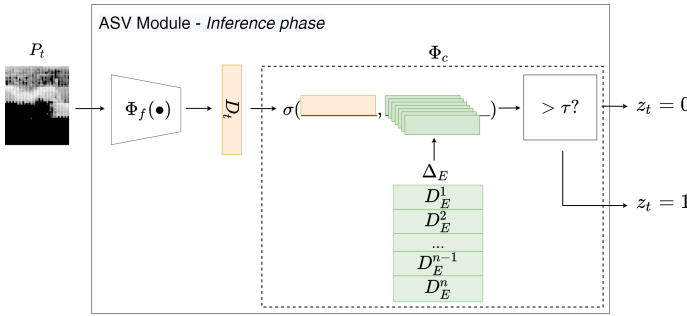 ASV Module - Inference phase
Φ_c
P_t
Φ_f(•)
D_t
σ( , )
> τ?
z_t = 0
z_t = 1
Δ_E
D_E^1
D_E^2
...
D_E^{n-1}
D_E^n